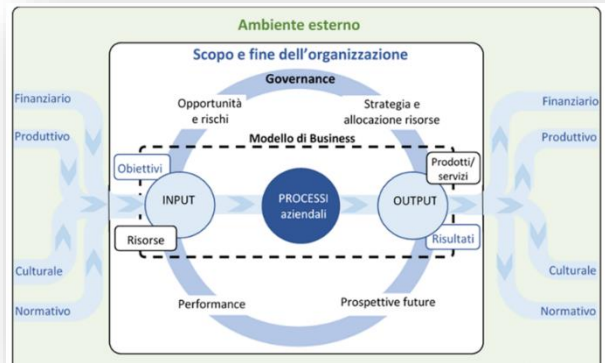 Ambiente esterno
Scopo e fine dell'organizzazione
Governance
Finanziario
Produttivo
Culturale
Normativo
Opportunità
e rischi
Strategia e
allocazione risorse
Modello di Business
Obiettivi
INPUT
Risorse
PROCESSI
aziendali
Prodotti/
servizi
OUTPUT
Risultati
Performance
Prospettive future
Finanziario
Produttivo
Culturale
Normativo